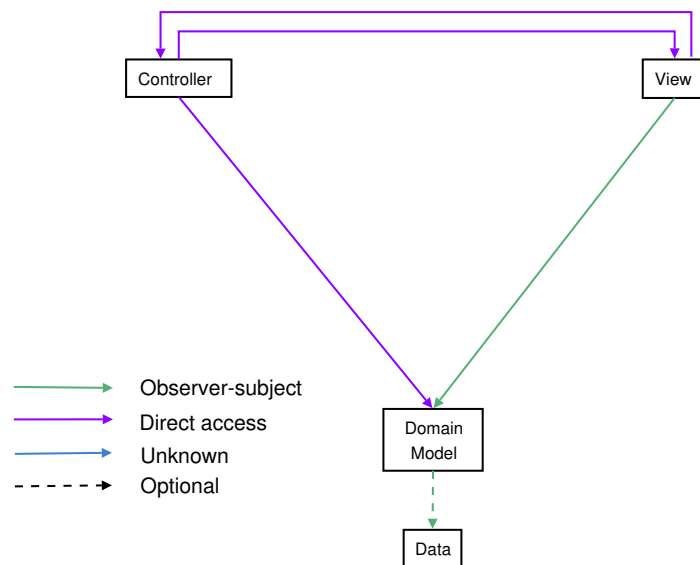 Controller
View
Observer-subject
Direct access
Unknown
Optional
Domain
Model
Data